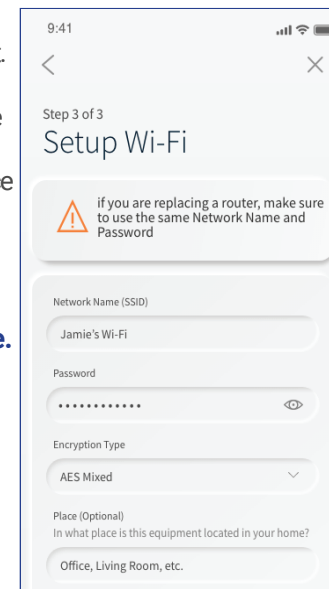 9:41
Step 3 of 3
Setup Wi-Fi
if you are replacing a router, make sure
to use the same Network Name and
Password
Network Name (SSID)
Jamie's Wi-Fi
Password
••••••••••••
Encryption Type
AES Mixed
Place (Optional)
In what place is this equipment located in your home?
Office, Living Room, etc.